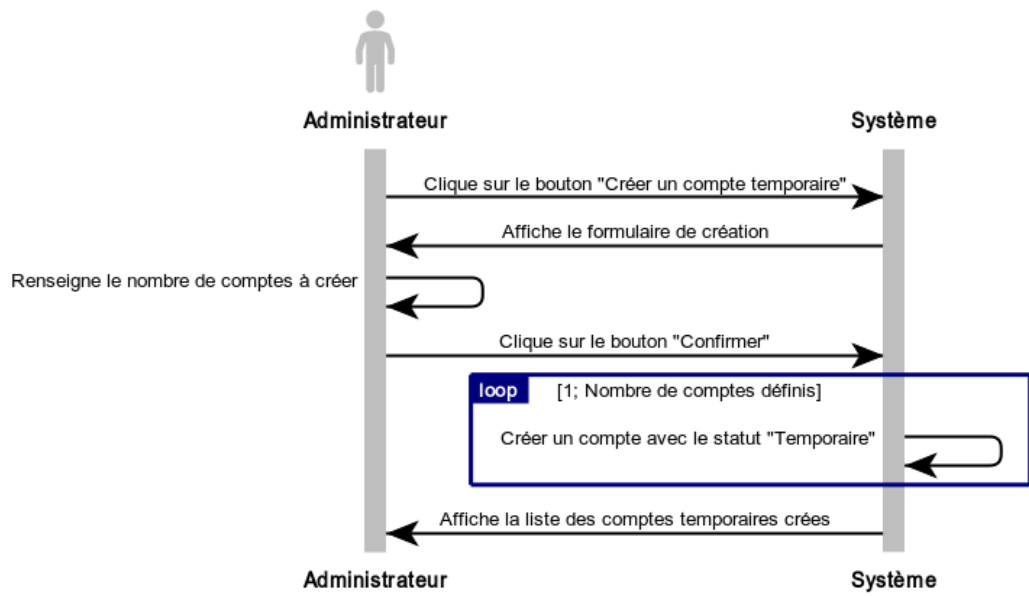 Administrateur
Système
Clique sur le bouton "Créer un compte temporaire"
Affiche le formulaire de création
Renseigne le nombre de comptes à créer
Clique sur le bouton "Confirmer"
loop
[1; Nombre de comptes définis]
Créer un compte avec le statut "Temporaire"
Affiche la liste des comptes temporaires crées
Administrateur
Système